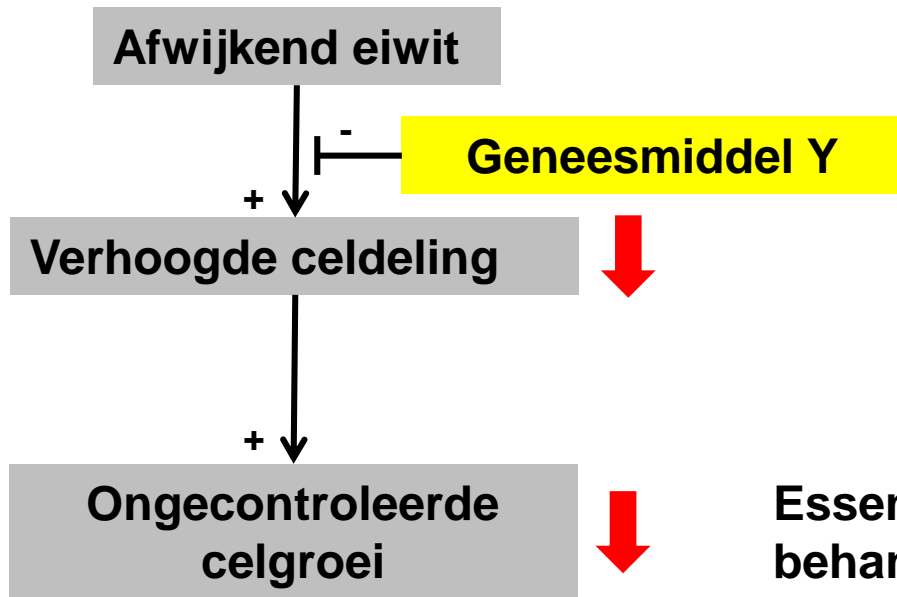 Afwijkend eiwit
-
Geneesmiddel Y
+
Verhoogde celdeling
+
Ongecontroleerde
celgroei